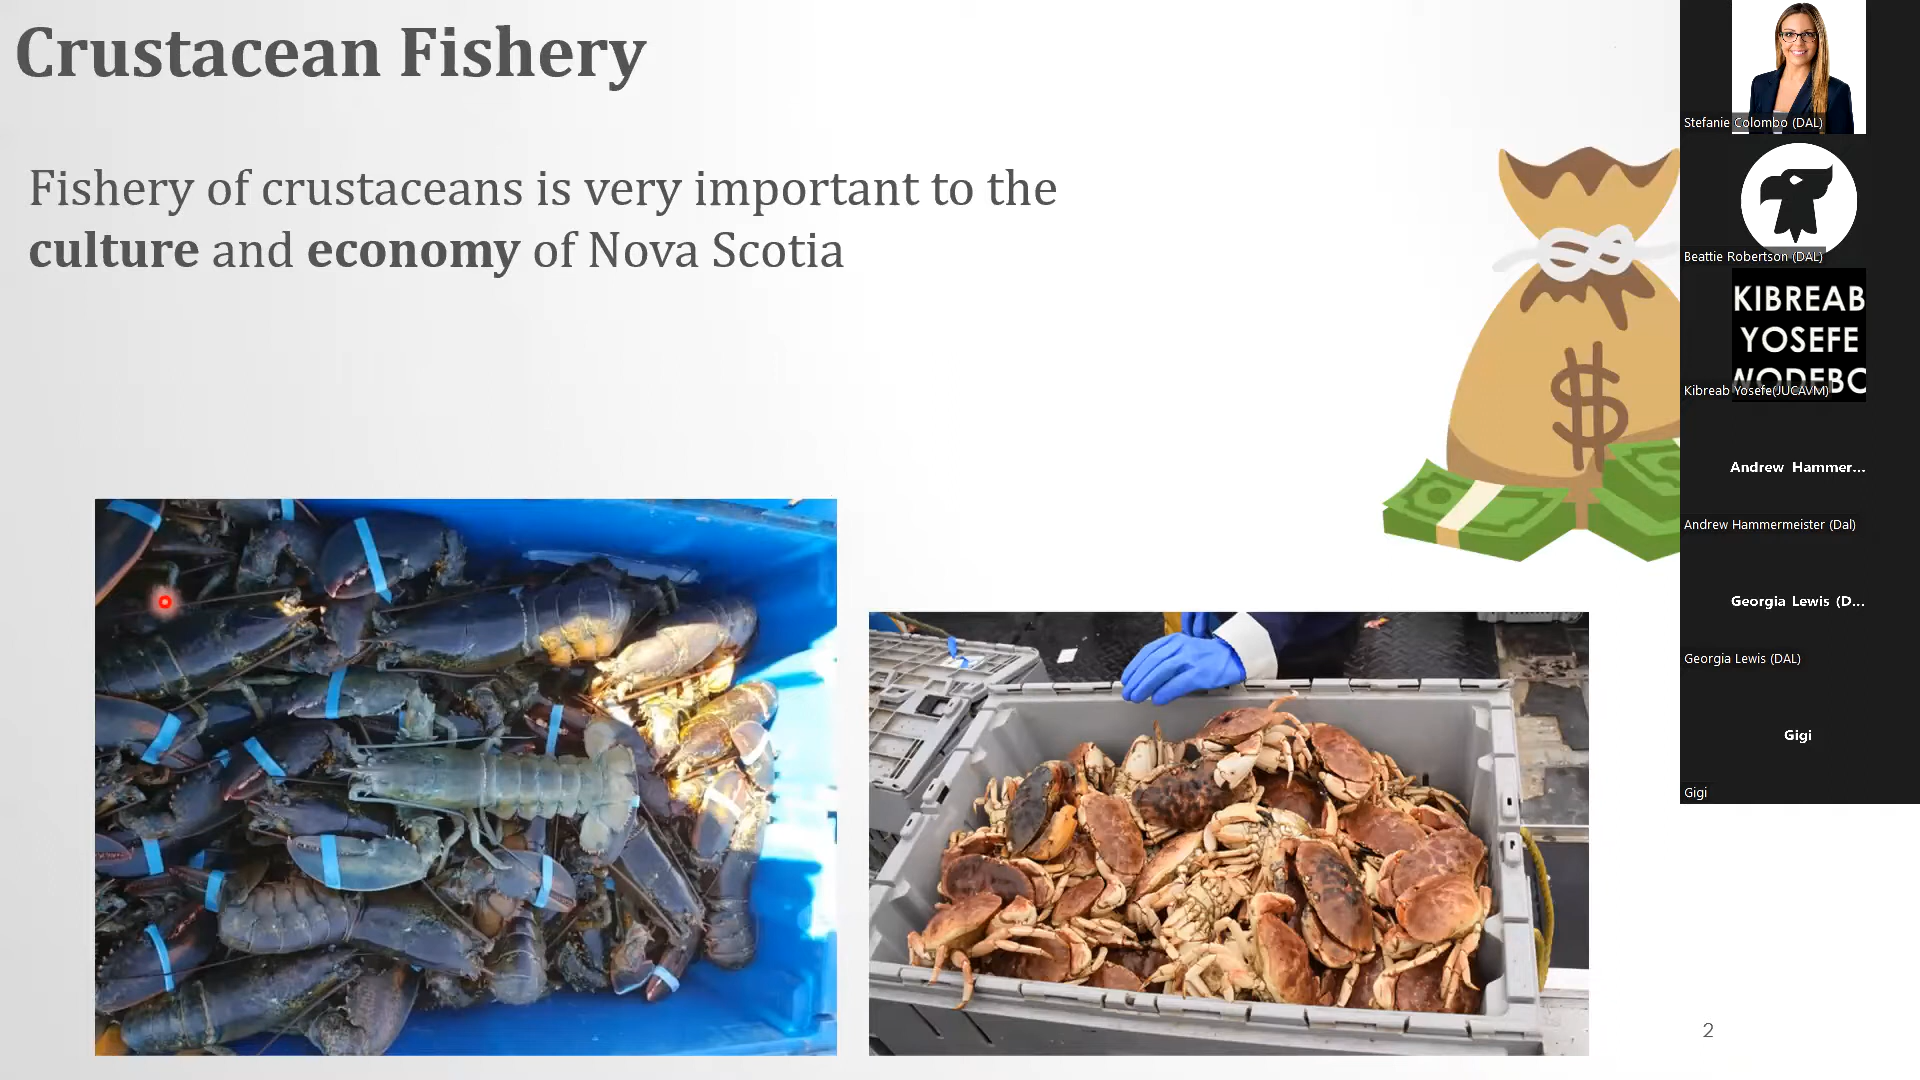 Crustacean Fishery
Fishery of crustaceans is very important to the
culture and economy of Nova Scotia
$
2
Stefanie Colombo (DAL)
Beattie Robertson (DAL)
KIBREAB
YOSEFE
WODEBO
Kibreab Yosefe(JUCAVM)
Andrew Hammer...
Andrew Hammermeister (Dal)
Georgia Lewis (D...
Georgia Lewis (DAL)
Gigi
Gigi